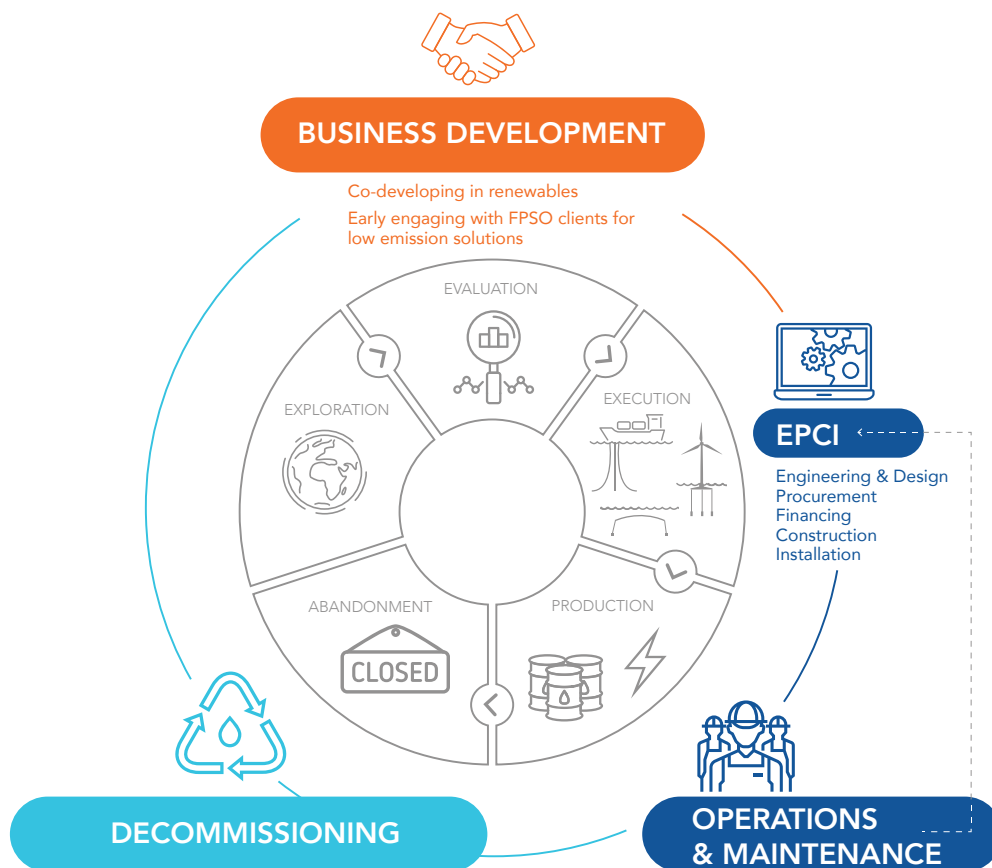 BUSINESS DEVELOPMENT
Co-developing in renewables
Early engaging with FPSO clients for
low emission solutions
EVALUATION
EXPLORATION
EXECUTION
EPCI
Engineering & Design
Procurement
Financing
Construction
Installation
ABANDONMENT
CLOSED
PRODUCTION
DECOMMISSIONING
OPERATIONS
& MAINTENANCE